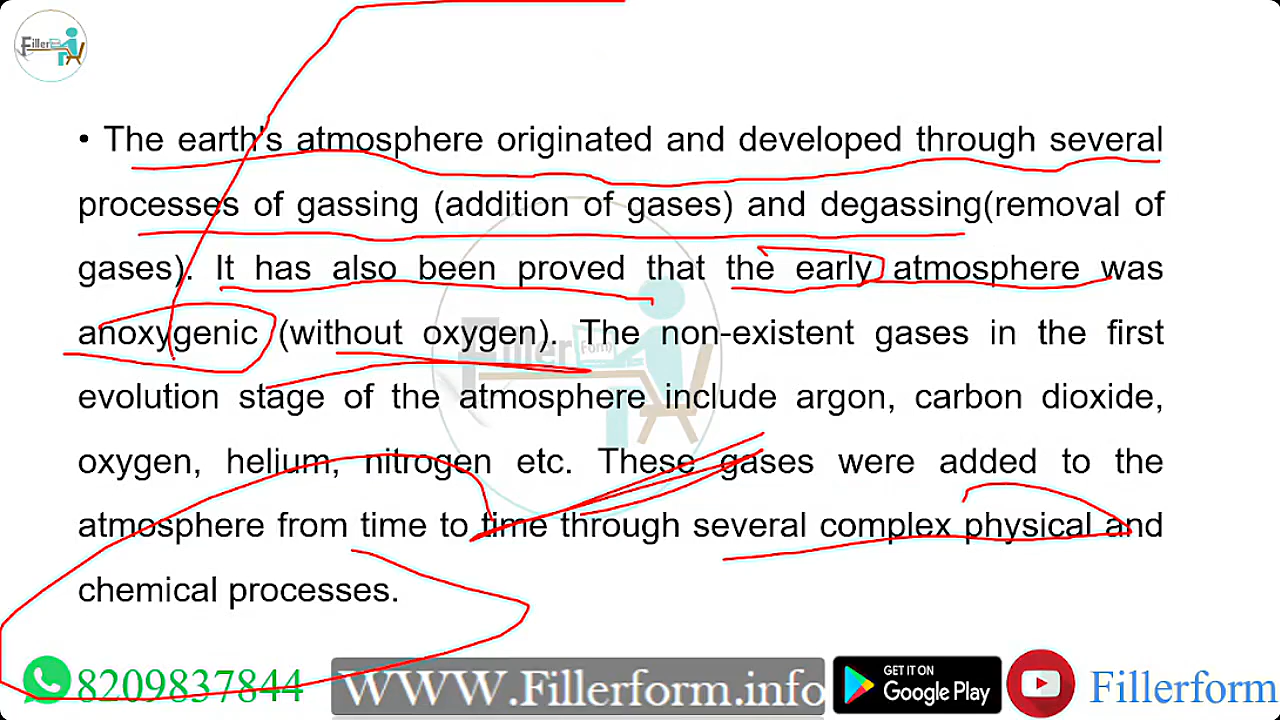 Filler
• The earth's atmosphere originated and developed through several
processes of gassing (addition of gases) and degassing(removal of
gases). It has also been proved that the early atmosphere was
anoxygenic (without oxygen). The non-existent gases in the first
evolution stage of the atmosphere include argon, carbon dioxide,
oxygen, helium, nitrogen etc. These gases were added to the
atmosphere from time to time through several complex physical and
chemical processes.
Filler Form
8209837844
WWW.Fillerform.info
GET IT ON
Google Play
Fillerform